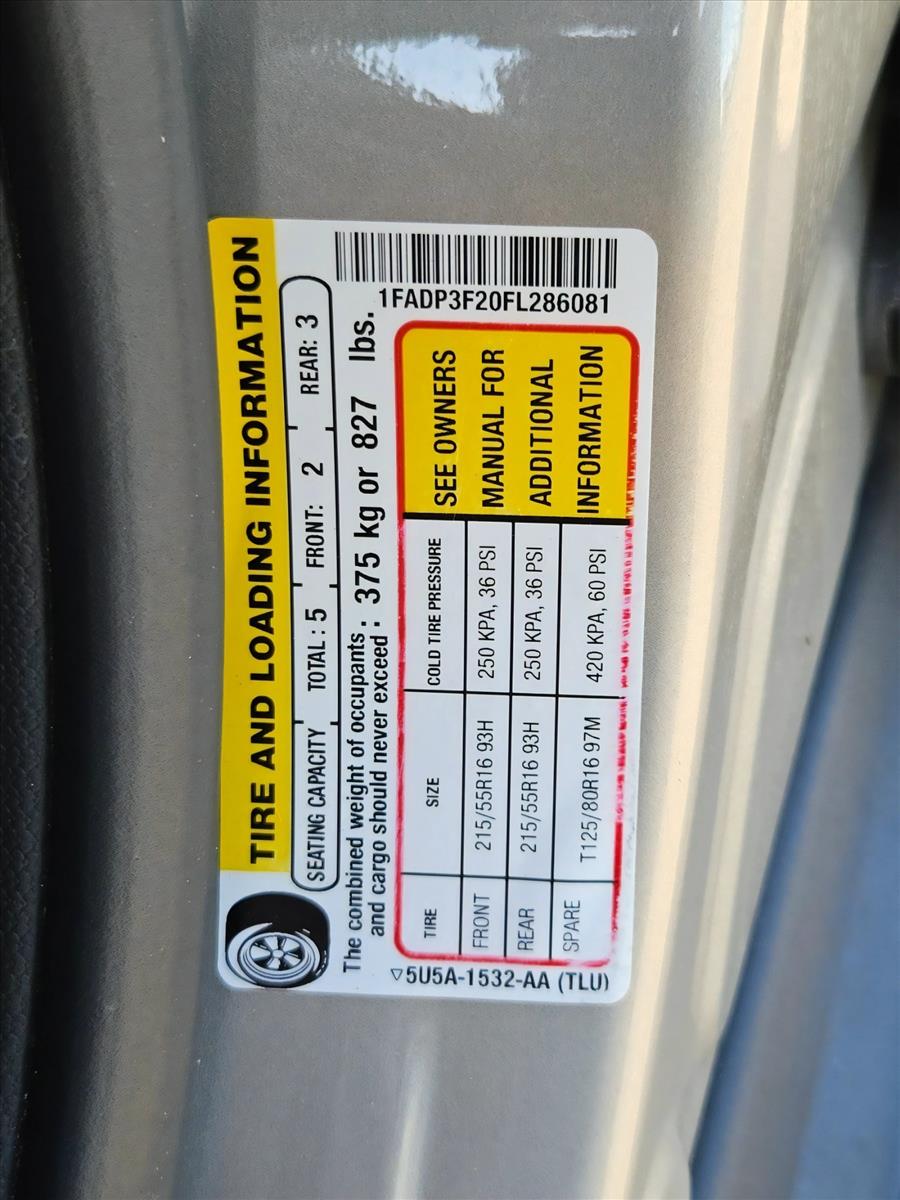 TIRE AND LOADING INFORMATION
SEATING CAPACITY TOTAL : 5 FRONT: 2 REAR: 3
The combined weight of occupants
and cargo should never exceed : 375 kg or 827 lbs.
TIRE SIZE COLD TIRE PRESSURE
FRONT 215/55R16 93H 250 KPA, 36 PSI
REAR 215/55R16 93H 250 KPA, 36 PSI
SPARE T125/80R16 97M 420 KPA, 60 PSI
SEE OWNERS
MANUAL FOR
ADDITIONAL
INFORMATION
1FADP3F20FL286081
▽5U5A-1532-AA (TLU)